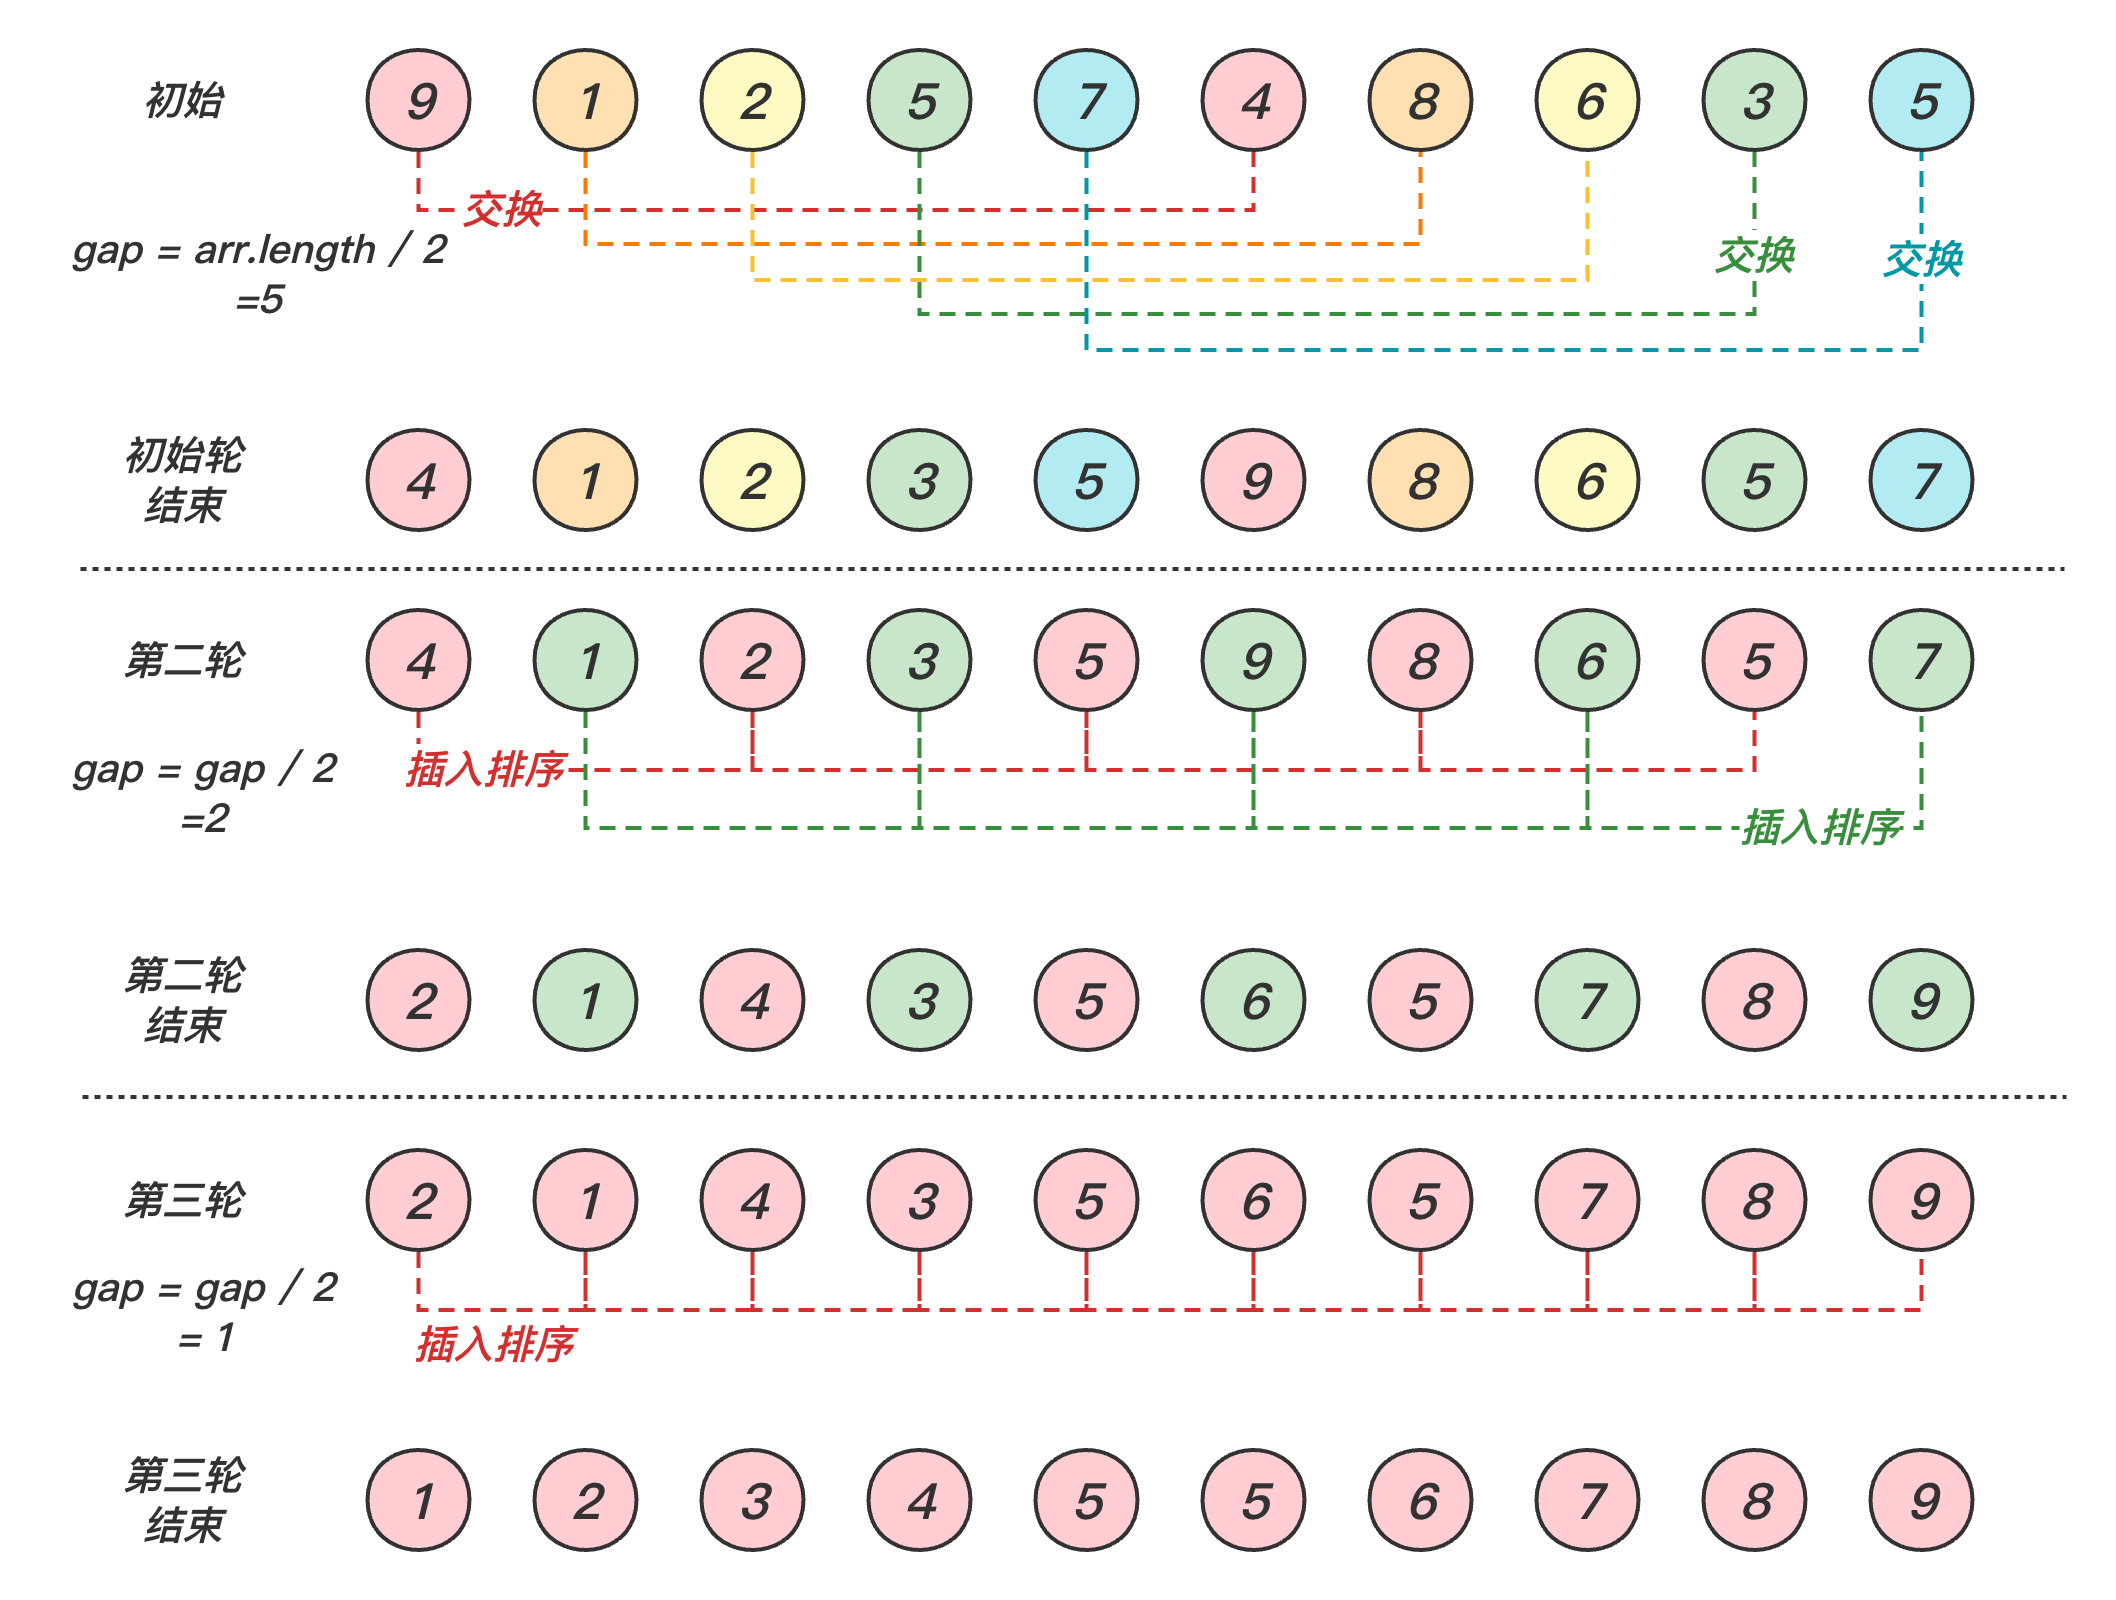 初始 9 1 2 5 7 4 8 6 3 5
交换
gap = arr.length / 2
=5
交换 交换
初始轮
结束
4 1 2 3 5 9 8 6 5 7
第二轮 4 1 2 3 5 9 8 6 5 7
gap = gap / 2
=2
插入排序
插入排序
第二轮
结束
2 1 4 3 5 6 5 7 8 9
第三轮 2 1 4 3 5 6 5 7 8 9
gap = gap / 2
= 1
插入排序
第三轮
结束
1 2 3 4 5 5 6 7 8 9